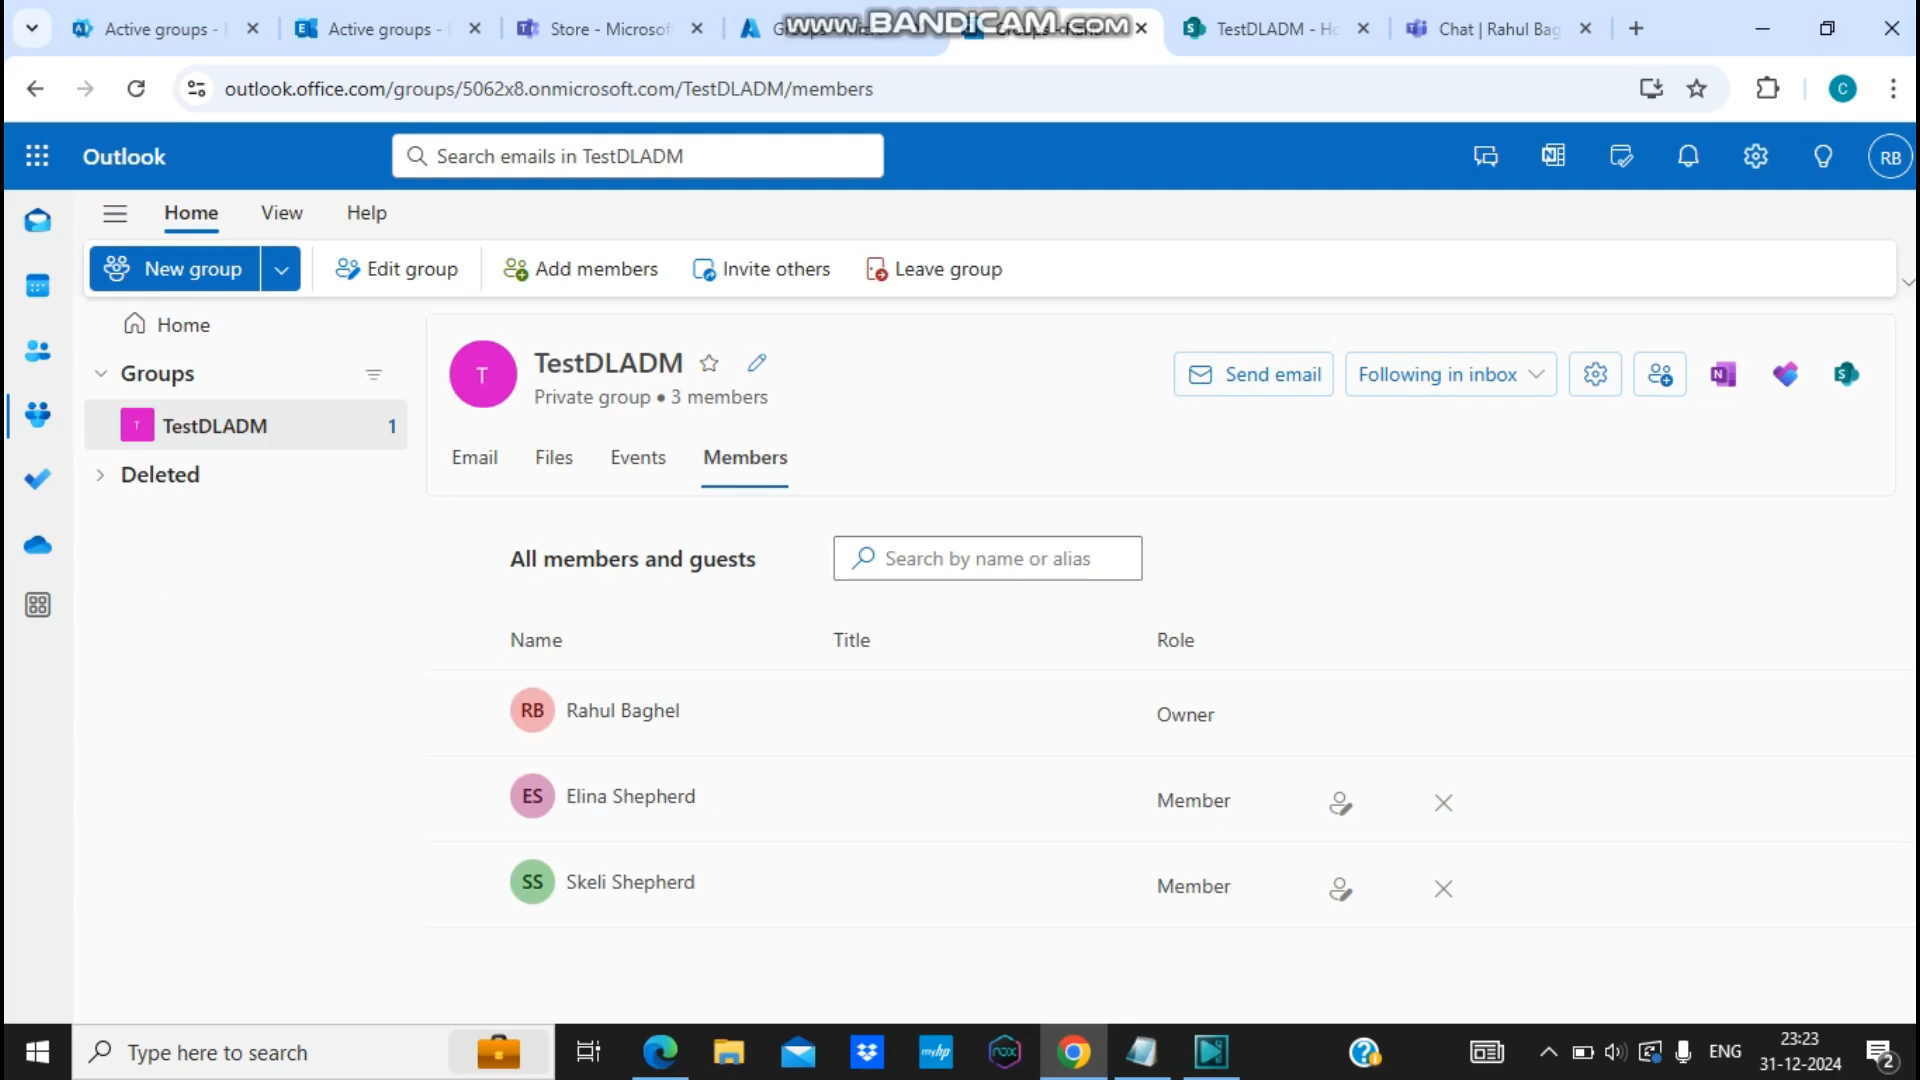 Active groups -
Active groups -
Store - Microsof
www.BANDICAM.com
TestDLADM - Ho
Chat | Rahul Bag
outlook.office.com/groups/5062x8.onmicrosoft.com/TestDLADM/members
C
Outlook
Search emails in TestDLADM
RB
Home
View
Help
New group
Edit group
Add members
Invite others
Leave group
Home
Groups
T
TestDLADM
1
Deleted
T
TestDLADM
Private group • 3 members
Send email
Following in inbox
Email
Files
Events
Members
All members and guests
Search by name or alias
Name
Title
Role
RB
Rahul Baghel
Owner
ES
Elina Shepherd
Member
SS
Skeli Shepherd
Member
Type here to search
myhp
nox
ENG
23:23
31-12-2024
2